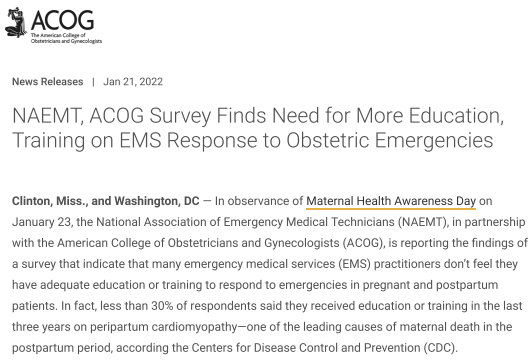 ACOG
The American College of
Obstetricians and Gynecologists
News Releases | Jan 21, 2022
NAEMT, ACOG Survey Finds Need for More Education,
Training on EMS Response to Obstetric Emergencies
Clinton, Miss., and Washington, DC — In observance of Maternal Health Awareness Day on
January 23, the National Association of Emergency Medical Technicians (NAEMT), in partnership
with the American College of Obstetricians and Gynecologists (ACOG), is reporting the findings of
a survey that indicate that many emergency medical services (EMS) practitioners don't feel they
have adequate education or training to respond to emergencies in pregnant and postpartum
patients. In fact, less than 30% of respondents said they received education or training in the last
three years on peripartum cardiomyopathy—one of the leading causes of maternal death in the
postpartum period, according the Centers for Disease Control and Prevention (CDC).